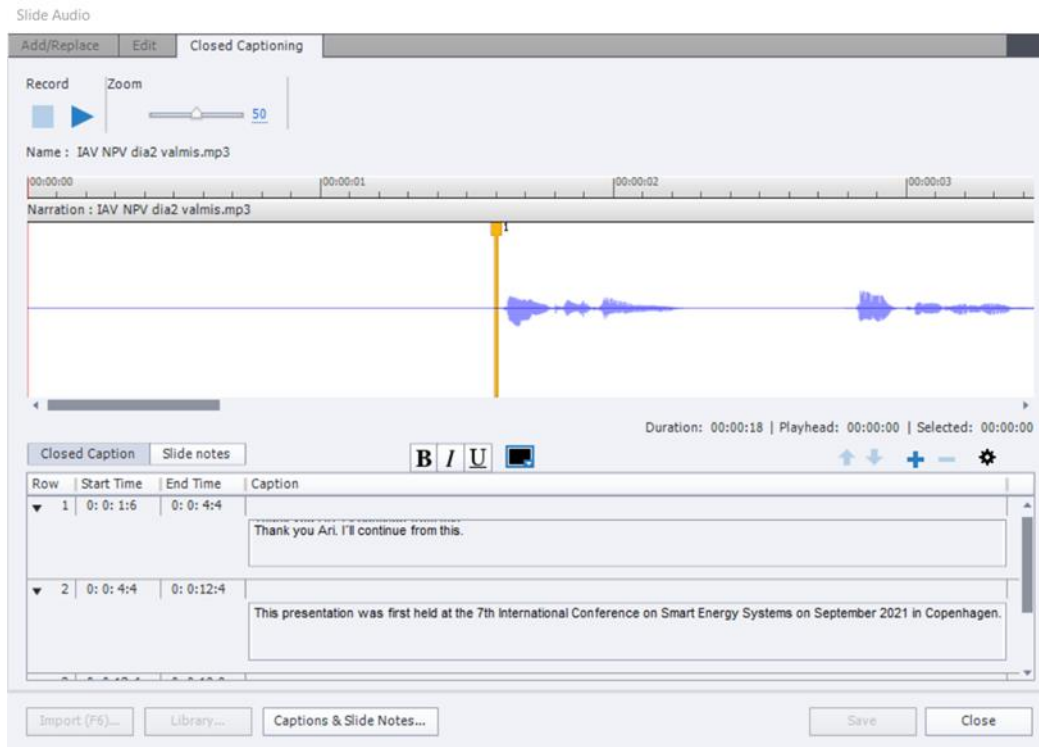 Slide Audio
Add/Replace Edit Closed Captioning
Record Zoom
50
Name : IAV NPV dia2 valmis.mp3
00:00:00 00:00:01 00:00:02 00:00:03
Narration : IAV NPV dia2 valmis.mp3
1
Duration: 00:00:18 | Playhead: 00:00:00 | Selected: 00:00:00
Closed Caption Slide notes B I U
Row Start Time End Time Caption
1 0: 0: 1:6 0: 0: 4:4
Thank you Ari. I'll continue from this.
2 0: 0: 4:4 0: 0:12:4
This presentation was first held at the 7th International Conference on Smart Energy Systems on September 2021 in Copenhagen.
Import (F6)... Library... Captions & Slide Notes... Save Close